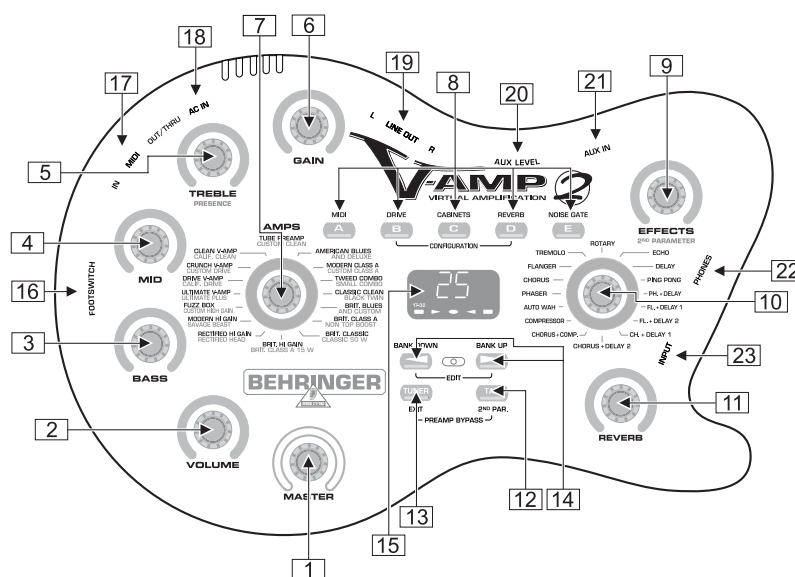 18
7
6
19
8
20
21
9
17
AC IN
OUT/THRU
MIDI
IN
5
TREBLE
PRESENCE
GAIN
L LINE OUT R
AUX LEVEL
AUX IN
V-AMP 2
VIRTUAL AMPLIFICATION
EFFECTS
2ND PARAMETER
MIDI DRIVE CABINETS REVERB NOISE GATE
A B C D E
CONFIGURATION
4
MID
16
FOOTSWITCH
3
BASS
2
VOLUME
AMPS
TUBE PREAMP
CUSTOM CLEAN
CLEAN V-AMP
CALIF. CLEAN
CRUNCH V-AMP
CUSTOM DRIVE
DRIVE V-AMP
CALIF. DRIVE
ULTIMATE V-AMP
ULTIMATE PLUS
FUZZ BOX
CUSTOM HIGH GAIN
MODERN HI GAIN
SAVAGE BEAST
RECTIFIED HI GAIN
RECTIFIED HEAD
BRIT. HI GAIN
BRIT. CLASS A 15 W
AMERICAN BLUES
AND DELUXE
MODERN CLASS A
CUSTOM CLASS A
TWEED COMBO
SMALL COMBO
CLASSIC CLEAN
BLACK TWIN
BRIT. BLUES
AND CUSTOM
BRIT. CLASS A
NON TOP BOOST
BRIT. CLASSIC
CLASSIC 50 W
25
ROTARY
TREMOLO
FLANGER
CHORUS
PHASER
AUTO WAH
COMPRESSOR
CHORUS+COMP.
CHORUS+DELAY 2
ECHO
DELAY
PING PONG
PH.+DELAY
FL.+DELAY 1
FL.+DELAY 2
CH.+DELAY 1
PHONES
22
10
INPUT
23
11
REVERB
BANK DOWN BANK UP
EDIT
TUNER TAP
EXIT 2ND PAR.
PREAMP BYPASS
BEHRINGER
MASTER
1
15
13
12
14